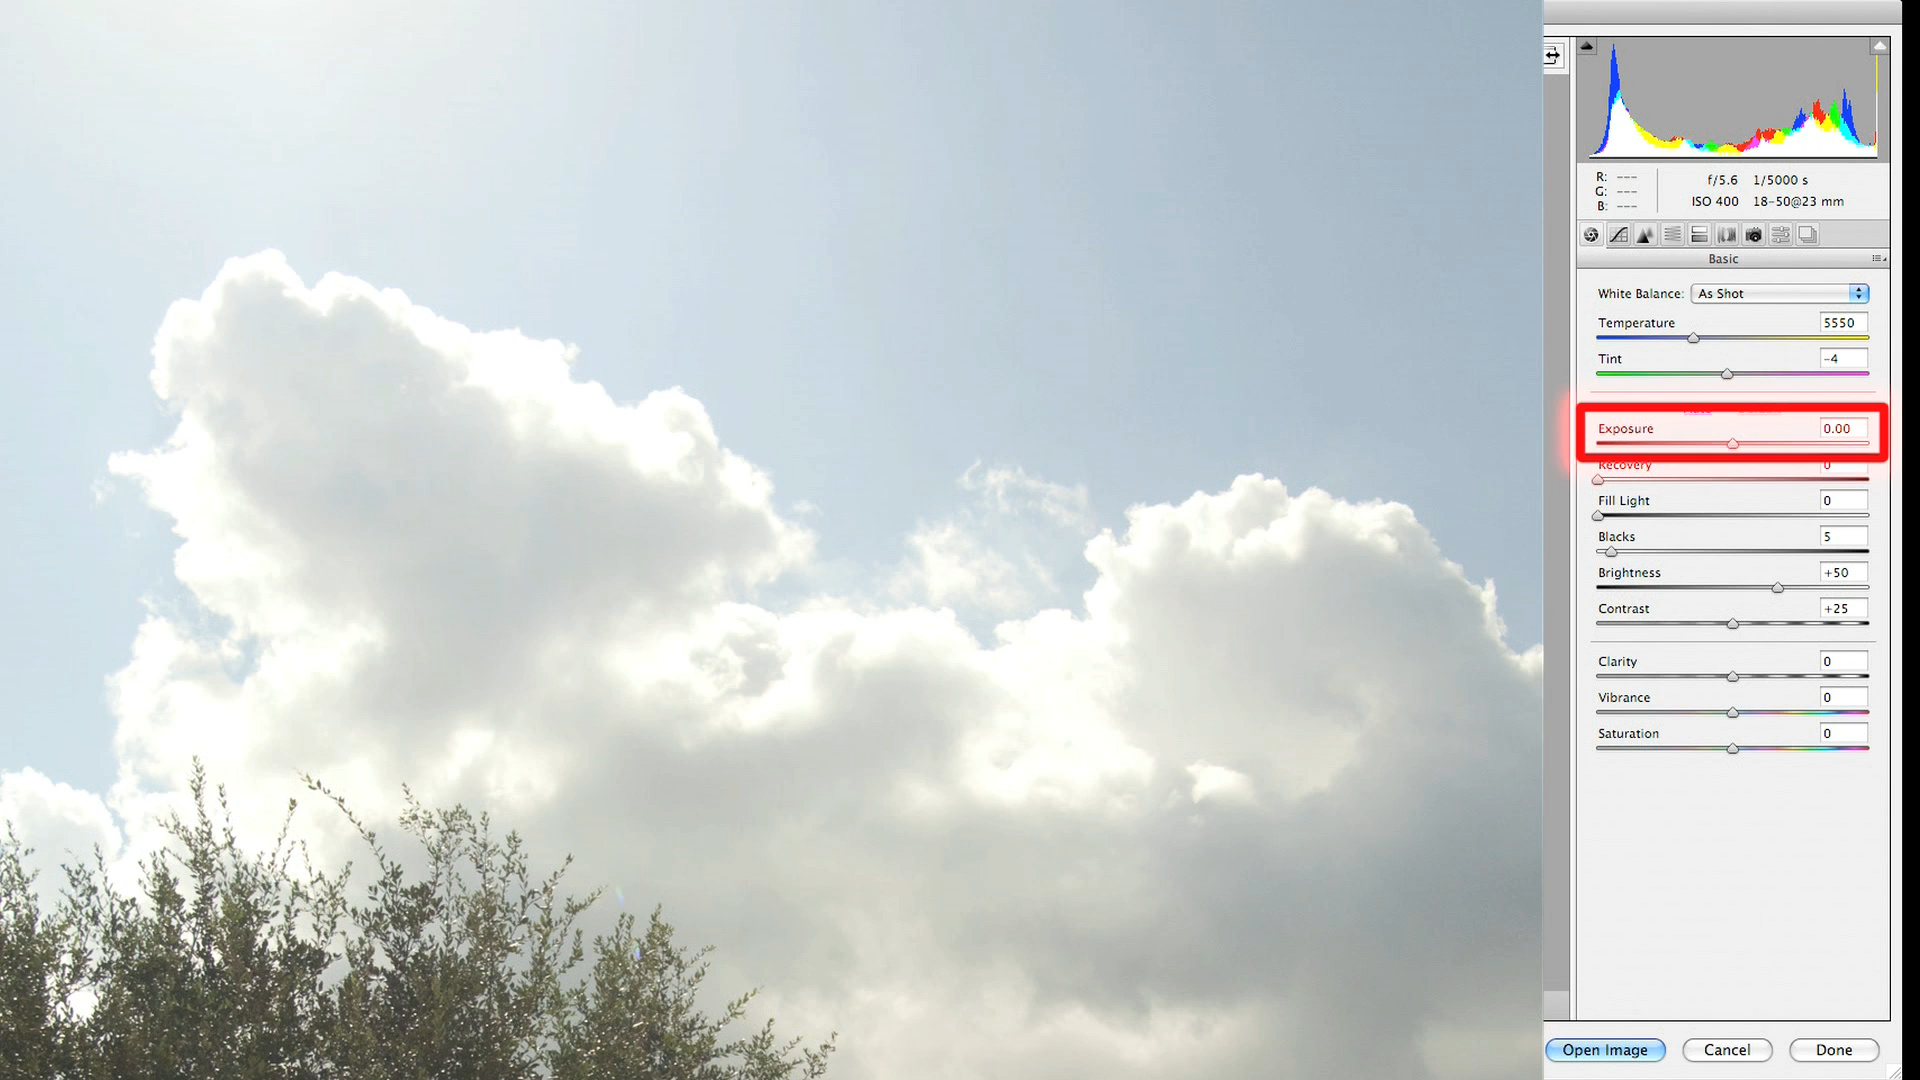 R: ---
G: ---
B: ---
f/5.6 1/5000 s
ISO 400 18-50@23 mm
Basic
White Balance: As Shot
Temperature 5550
Tint -4
Exposure 0.00
Recovery 0
Fill Light 0
Blacks 5
Brightness +50
Contrast +25
Clarity 0
Vibrance 0
Saturation 0
Open Image Cancel Done